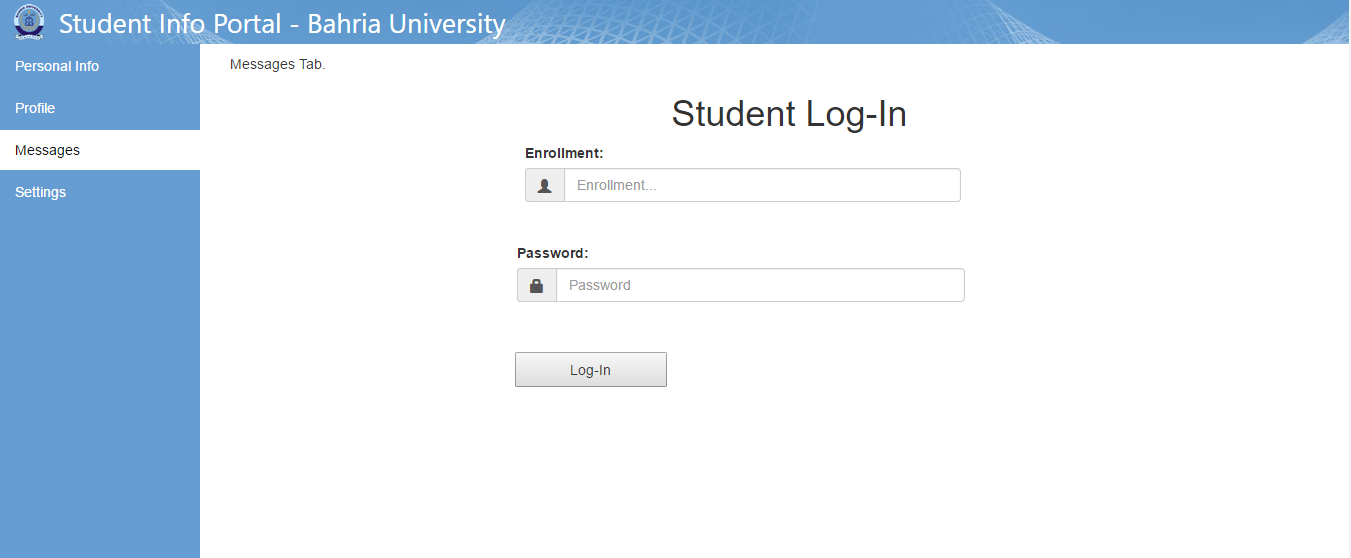 Student Info Portal - Bahria University
Personal Info
Profile
Messages
Settings
Messages Tab.
Student Log-In
Enrollment:
Enrollment...
Password:
Password
Log-In